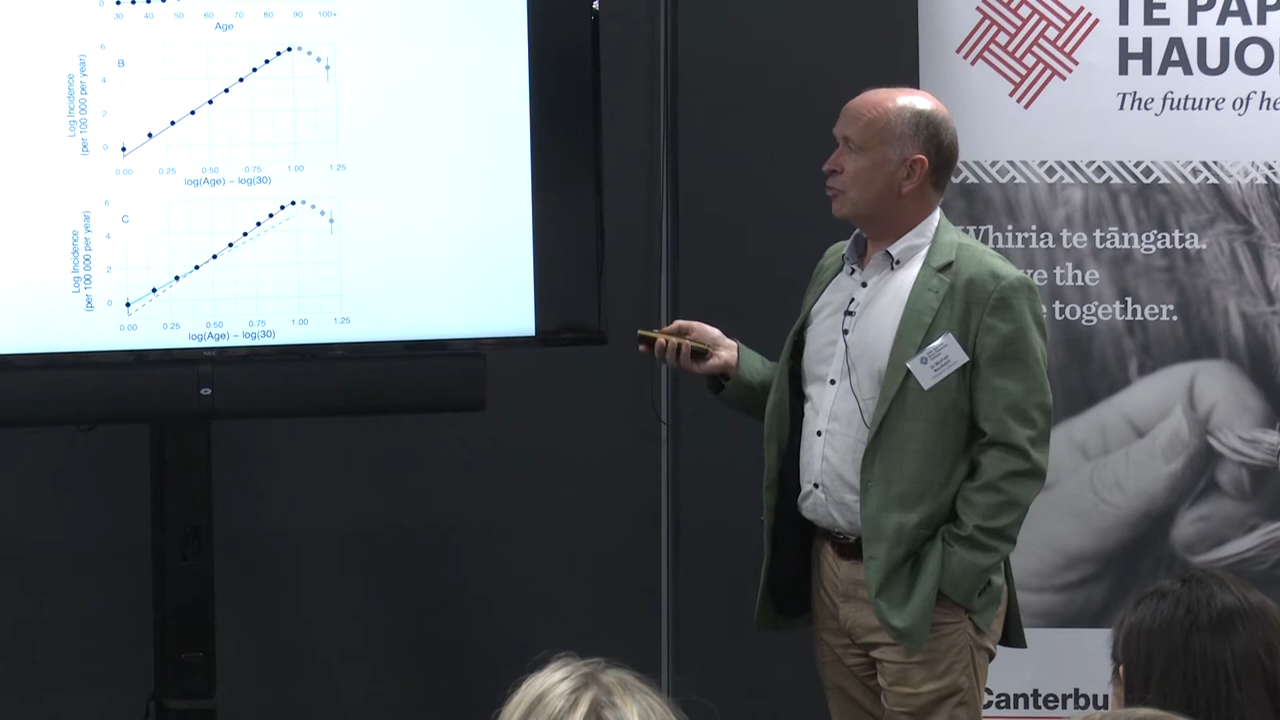 0
30 40 50 60 70 80 90 100+
Age
6
B
4
2
0
Log Incidence
(per 100 000 per year)
0.00 0.25 0.50 0.75 1.00 1.25
log(Age) – log(30)
6
C
4
2
0
Log Incidence
(per 100 000 per year)
0.00 0.25 0.50 0.75 1.00 1.25
log(Age) – log(30)
NEC
TE PAP
HAUO
The future of he
Whiria te tāngata.
ve the
e together.
Canterbu